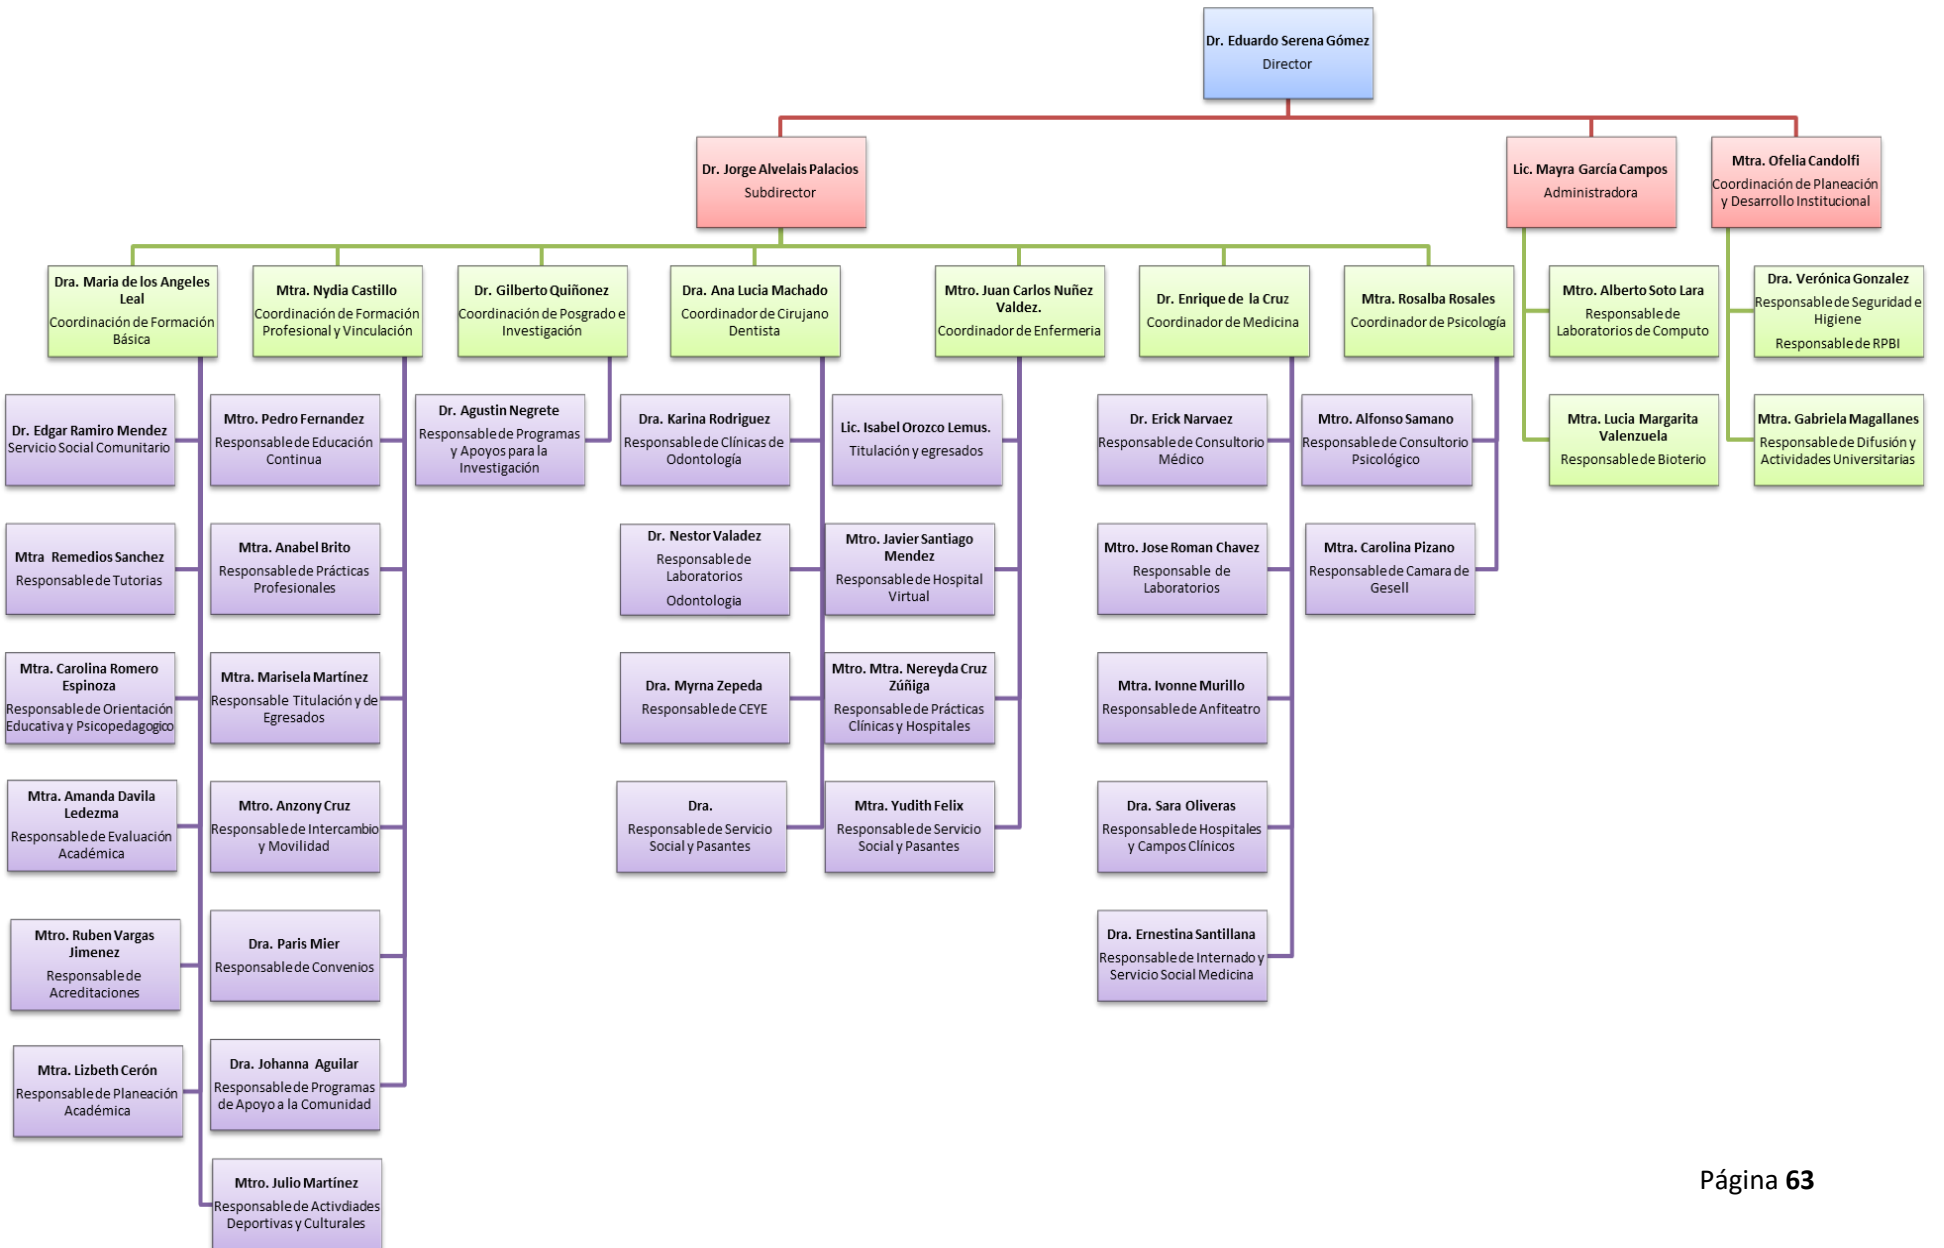 Dr. Eduardo Serena Gómez
Director
Dr. Jorge Alvelais Palacios
Subdirector
Lic. Mayra García Campos
Administradora
Mtra. Ofelia Candolfi
Coordinación de Planeación
y Desarrollo Institucional
Dra. Maria de los Angeles
Leal
Coordinación de Formación
Básica
Mtra. Nydia Castillo
Coordinación de Formación
Profesional y Vinculación
Dr. Gilberto Quiñonez
Coordinación de Posgrado e
Investigación
Dra. Ana Lucia Machado
Coordinador de Cirujano
Dentista
Mtro. Juan Carlos Nuñez
Valdez.
Coordinador de Enfermeria
Dr. Enrique de la Cruz
Coordinador de Medicina
Mtra. Rosalba Rosales
Coordinador de Psicología
Mtro. Alberto Soto Lara
Responsable de
Laboratorios de Computo
Dra. Verónica Gonzalez
Responsable de Seguridad e
Higiene
Responsable de RPBI
Dr. Edgar Ramiro Mendez
Servicio Social Comunitario
Mtro. Pedro Fernandez
Responsable de Educación
Continua
Dr. Agustin Negrete
Responsable de Programas
y Apoyos para la
Investigación
Dra. Karina Rodriguez
Responsable de Clínicas de
Odontología
Lic. Isabel Orozco Lemus.
Titulación y egresados
Dr. Erick Narvaez
Responsable de Consultorio
Médico
Mtro. Alfonso Samano
Responsable de Consultorio
Psicológico
Mtra. Lucia Margarita
Valenzuela
Responsable de Bioterio
Mtra. Gabriela Magallanes
Responsable de Difusión y
Actividades Universitarias
Mtra Remedios Sanchez
Responsable de Tutorias
Mtra. Anabel Brito
Responsable de Prácticas
Profesionales
Dr. Nestor Valadez
Responsable de
Laboratorios
Odontologia
Mtro. Javier Santiago
Mendez
Responsable de Hospital
Virtual
Mtro. Jose Roman Chavez
Responsable de
Laboratorios
Mtra. Carolina Pizano
Responsable de Camara de
Gesell
Mtra. Carolina Romero
Espinoza
Responsable de Orientación
Educativa y Psicopedagogico
Mtra. Marisela Martínez
Responsable Titulación y de
Egresados
Dra. Myrna Zepeda
Responsable de CEYE
Mtro. Mtra. Nereyda Cruz
Zúñiga
Responsable de Prácticas
Clínicas y Hospitales
Mtra. Ivonne Murillo
Responsable de Anfiteatro
Mtra. Amanda Davila
Ledezma
Responsable de Evaluación
Académica
Mtro. Anzony Cruz
Responsable de Intercambio
y Movilidad
Dra.
Responsable de Servicio
Social y Pasantes
Mtra. Yudith Felix
Responsable de Servicio
Social y Pasantes
Dra. Sara Oliveras
Responsable de Hospitales
y Campos Clínicos
Mtro. Ruben Vargas
Jimenez
Responsable de
Acreditaciones
Dra. Paris Mier
Responsable de Convenios
Dra. Ernestina Santillana
Responsable de Internado y
Servicio Social Medicina
Mtra. Lizbeth Cerón
Responsable de Planeación
Académica
Dra. Johanna Aguilar
Responsable de Programas
de Apoyo a la Comunidad
Mtro. Julio Martínez
Responsable de Activdiades
Deportivas y Culturales
Página 63